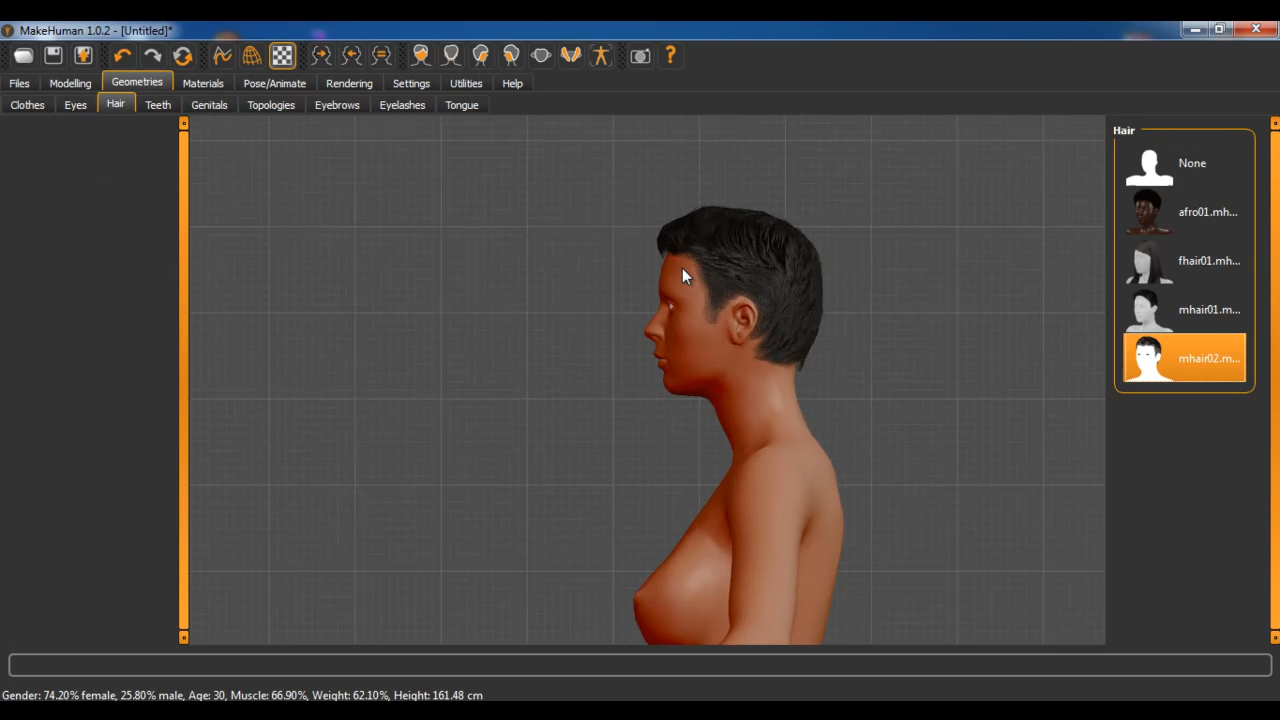 MakeHuman 1.0.2 - [Untitled]*
Files Modelling Geometries Materials Pose/Animate Rendering Settings Utilities Help
Clothes Eyes Hair Teeth Genitals Topologies Eyebrows Eyelashes Tongue
Hair
None
afro01.mh...
fhair01.mh...
mhair01.m...
mhair02.m...
Gender: 74.20% female, 25.80% male, Age: 30, Muscle: 66.90%, Weight: 62.10%, Height: 161.48 cm